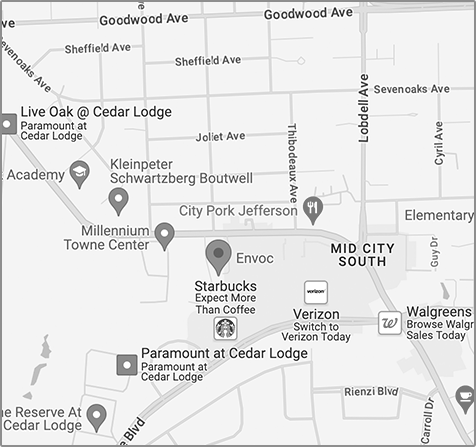 ve
Goodwood Ave
Goodwood Ave
Sheffield Ave
Sheffield Ave
Sevenoaks Ave
Sevenoaks Ave
Lobdell Ave
Live Oak @ Cedar Lodge
Paramount at
Cedar Lodge
Jollet Ave
Thibodeaux Ave
Cyril Ave
Kleinpeter
Schwartzberg Boutwell
Academy
City Pork Jefferson
Elementary
Millennium
Towne Center
MID CITY
SOUTH
Guy Dr
Envoc
Starbucks
Expect More
Than Coffee
verizon
Verizon
Switch to
Verizon Today
Walgreens
Browse Walgr
Sales Today
Paramount at Cedar Lodge
Paramount at
Cedar Lodge
Rienzi Blvd
Carroll Dr
ne Reserve At
Cedar Lodge
e Blvd